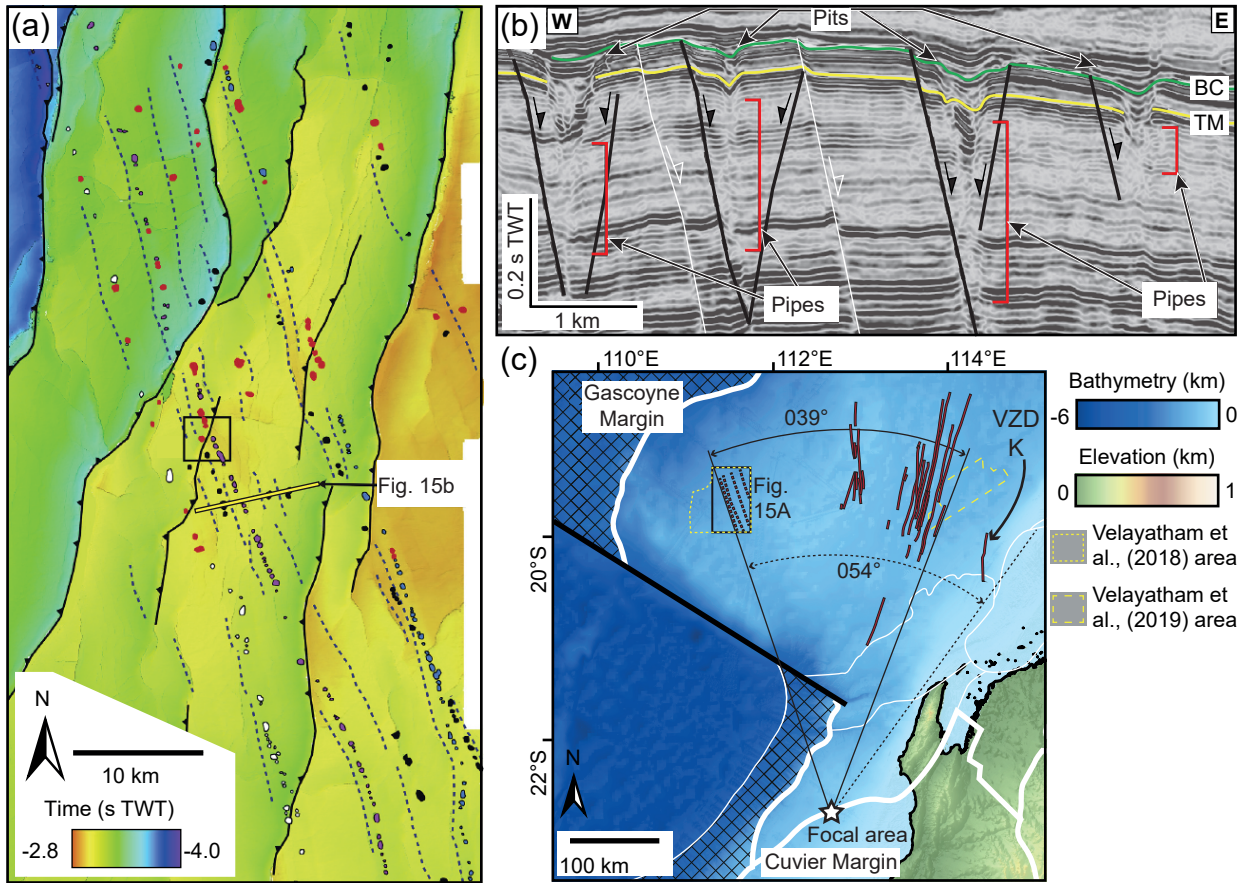 (a)
Fig. 15b
N
10 km
Time (s TWT)
-2.8
-4.0
(b)
W
Pits
E
BC
TM
0.2 s TWT
1 km
Pipes
Pipes
(c)
110°E
112°E
114°E
Gascoyne
Margin
039°
VZD
K
Fig.
15A
20°S
054°
22°S
N
100 km
Focal area
Cuvier Margin
Bathymetry (km)
-6
0
Elevation (km)
0
1
Velayatham et
al., (2018) area
Velayatham et
al., (2019) area